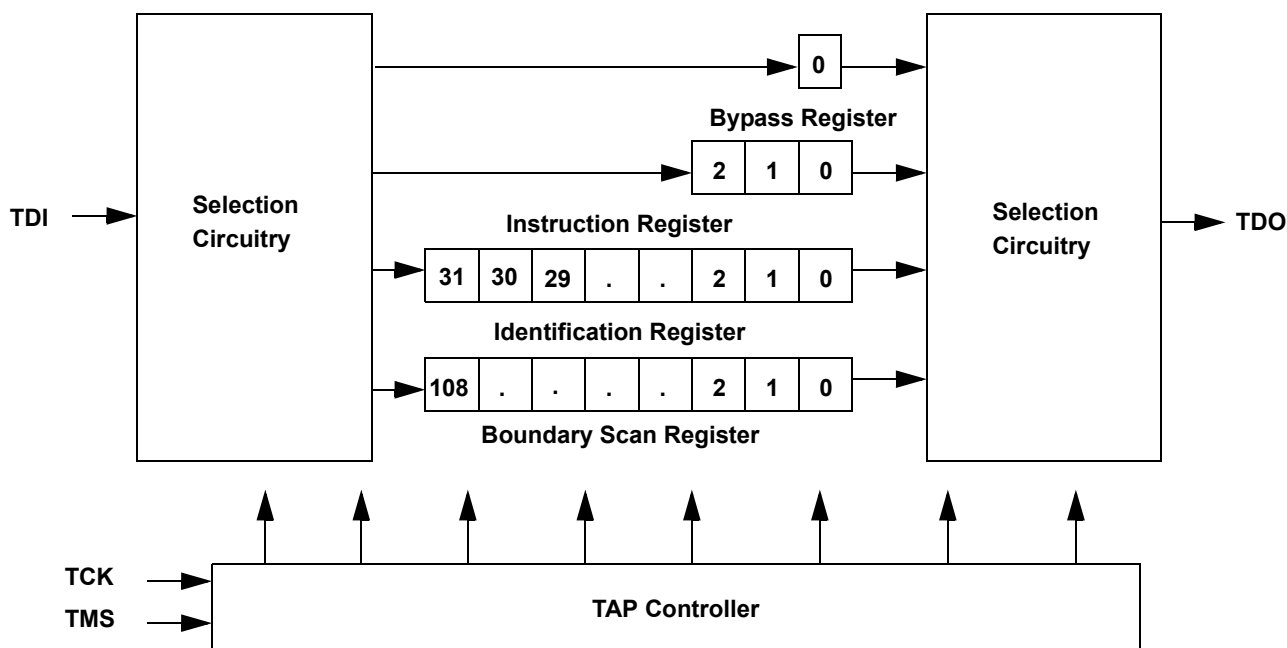 0
Bypass Register
2 1 0
TDI
Selection
Circuitry
Selection
Circuitry
TDO
Instruction Register
31 30 29 . . 2 1 0
Identification Register
108 . . . . 2 1 0
Boundary Scan Register
TCK
TMS
TAP Controller